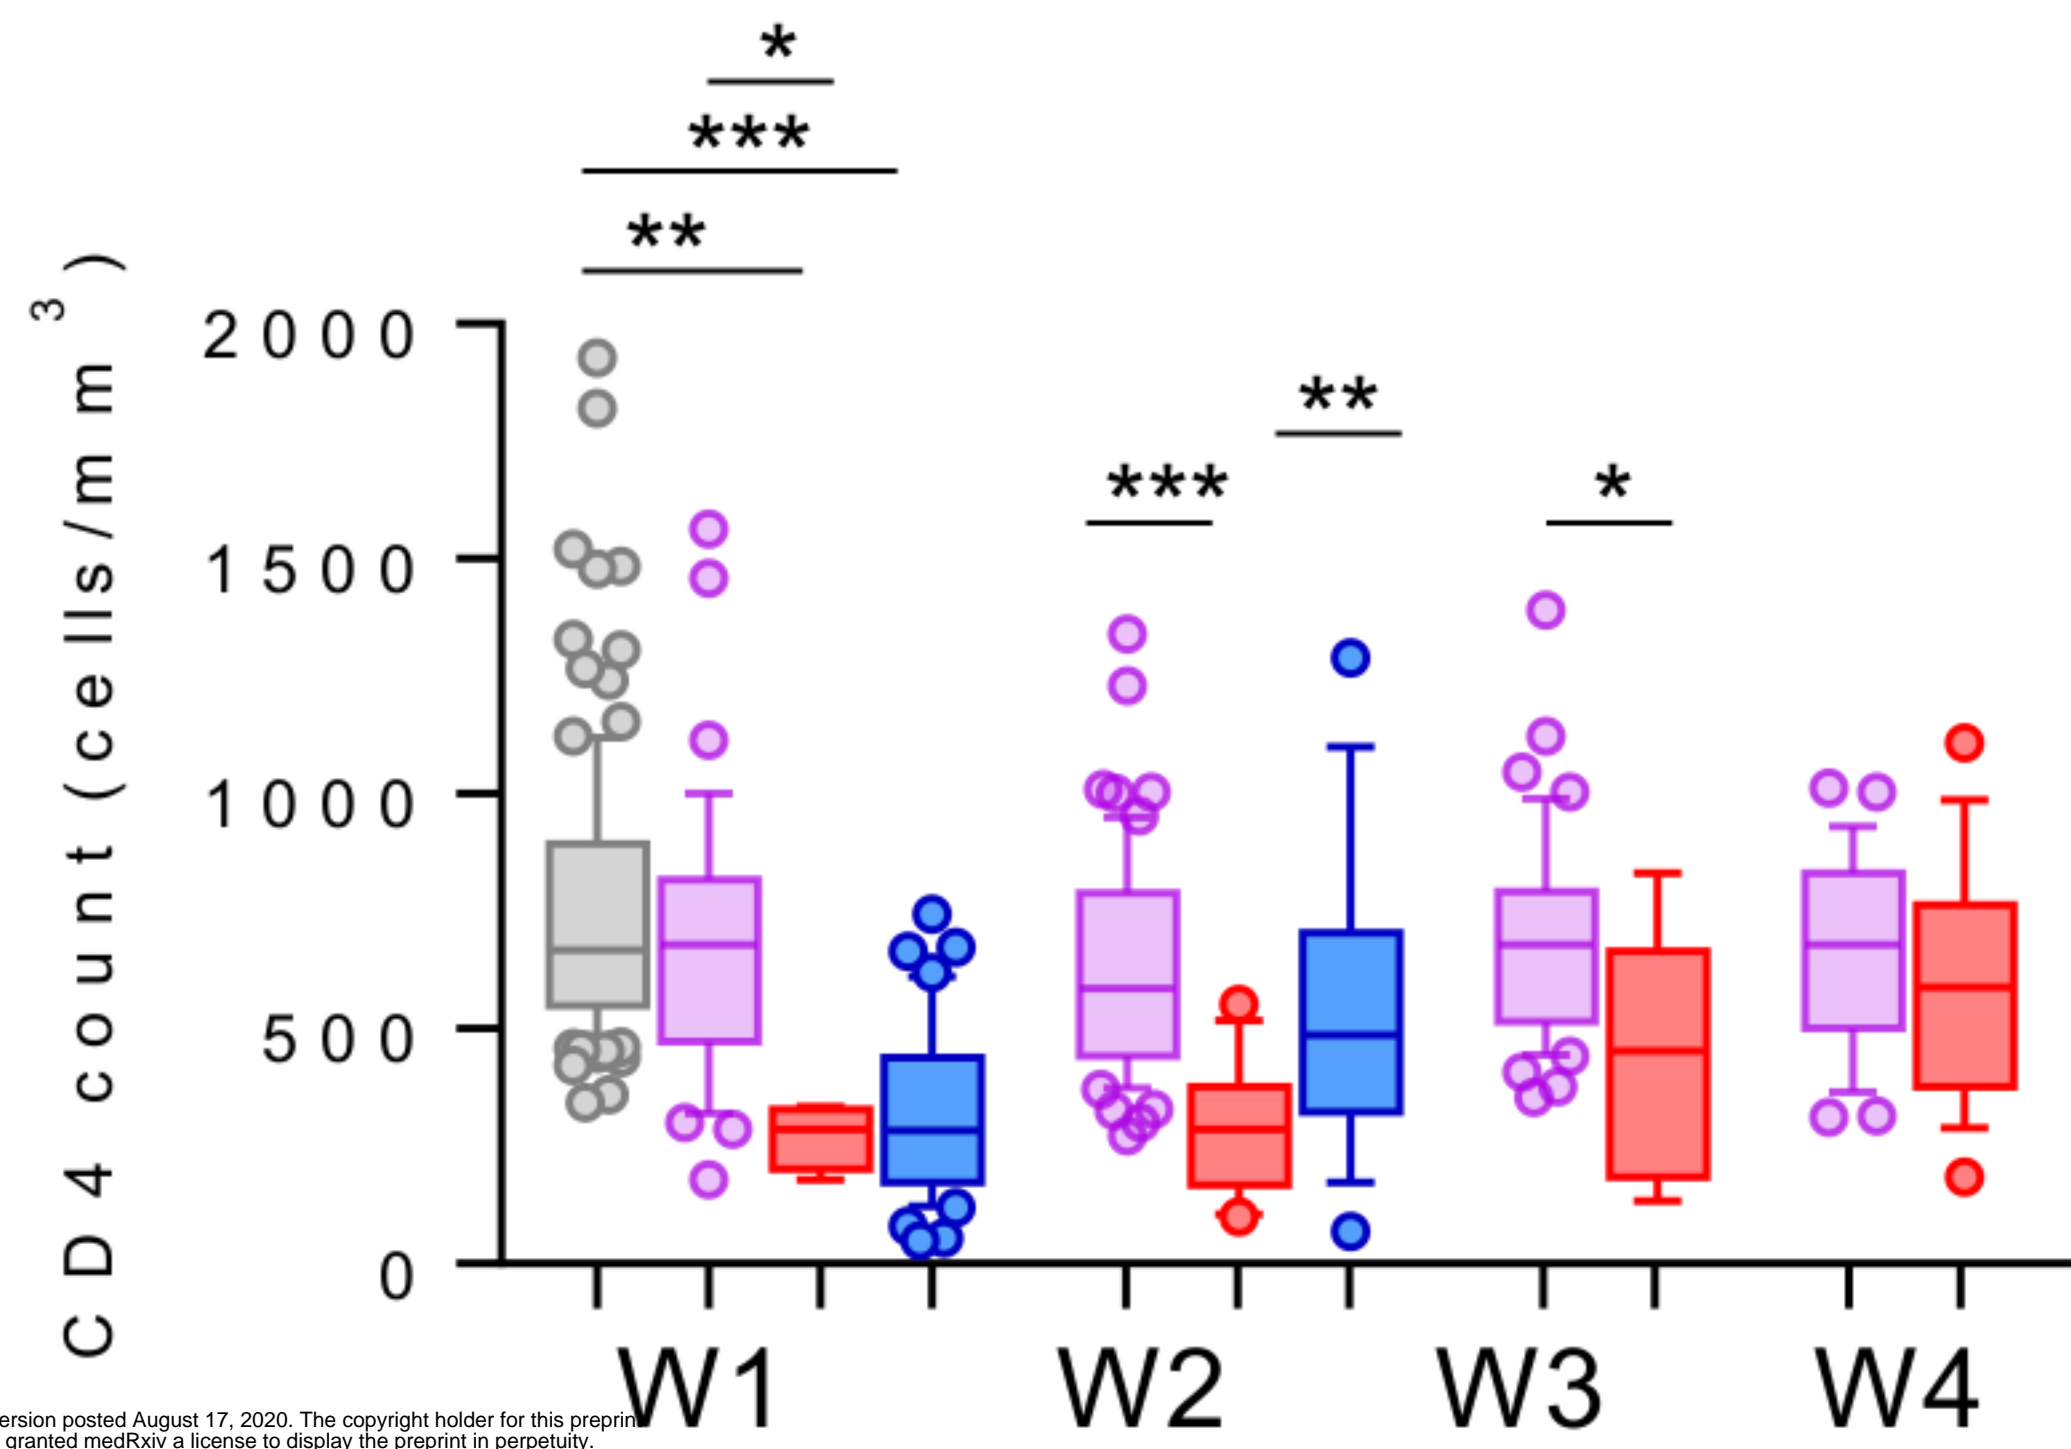 *
***
**
CD4 count (cells/mm3)
2000
1500
1000
500
0
**
***
*
W1 W2 W3 W4
ersion posted August 17, 2020. The copyright holder for this
granted medRxiv a license to display the preprint in perpetuity.